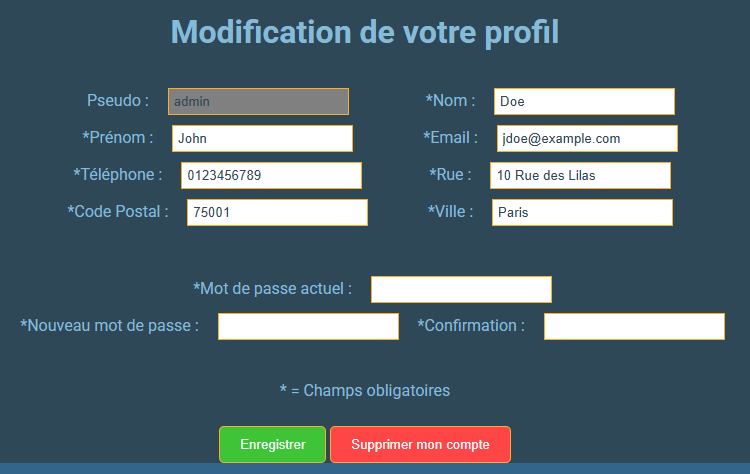 Modification de votre profil
Pseudo : admin *Nom : Doe
*Prénom : John *Email : jdoe@example.com
*Téléphone : 0123456789 *Rue : 10 Rue des Lilas
*Code Postal : 75001 *Ville : Paris
*Mot de passe actuel :
*Nouveau mot de passe : *Confirmation :
* = Champs obligatoires
Enregistrer Supprimer mon compte